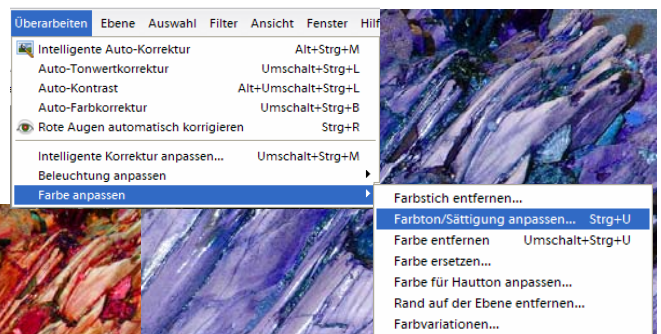 Überarbeiten Ebene Auswahl Filter Ansicht Fenster Hilf
Intelligente Auto-Korrektur Alt+Strg+M
Auto-Tonwertkorrektur Umschalt+Strg+L
Auto-Kontrast Alt+Umschalt+Strg+L
Auto-Farbkorrektur Umschalt+Strg+B
Rote Augen automatisch korrigieren Strg+R
Intelligente Korrektur anpassen... Umschalt+Strg+M
Beleuchtung anpassen
Farbe anpassen
Farbstich entfernen...
Farbton/Sättigung anpassen... Strg+U
Farbe entfernen Umschalt+Strg+U
Farbe ersetzen...
Farbe für Hautton anpassen...
Rand auf der Ebene entfernen...
Farbvariationen...